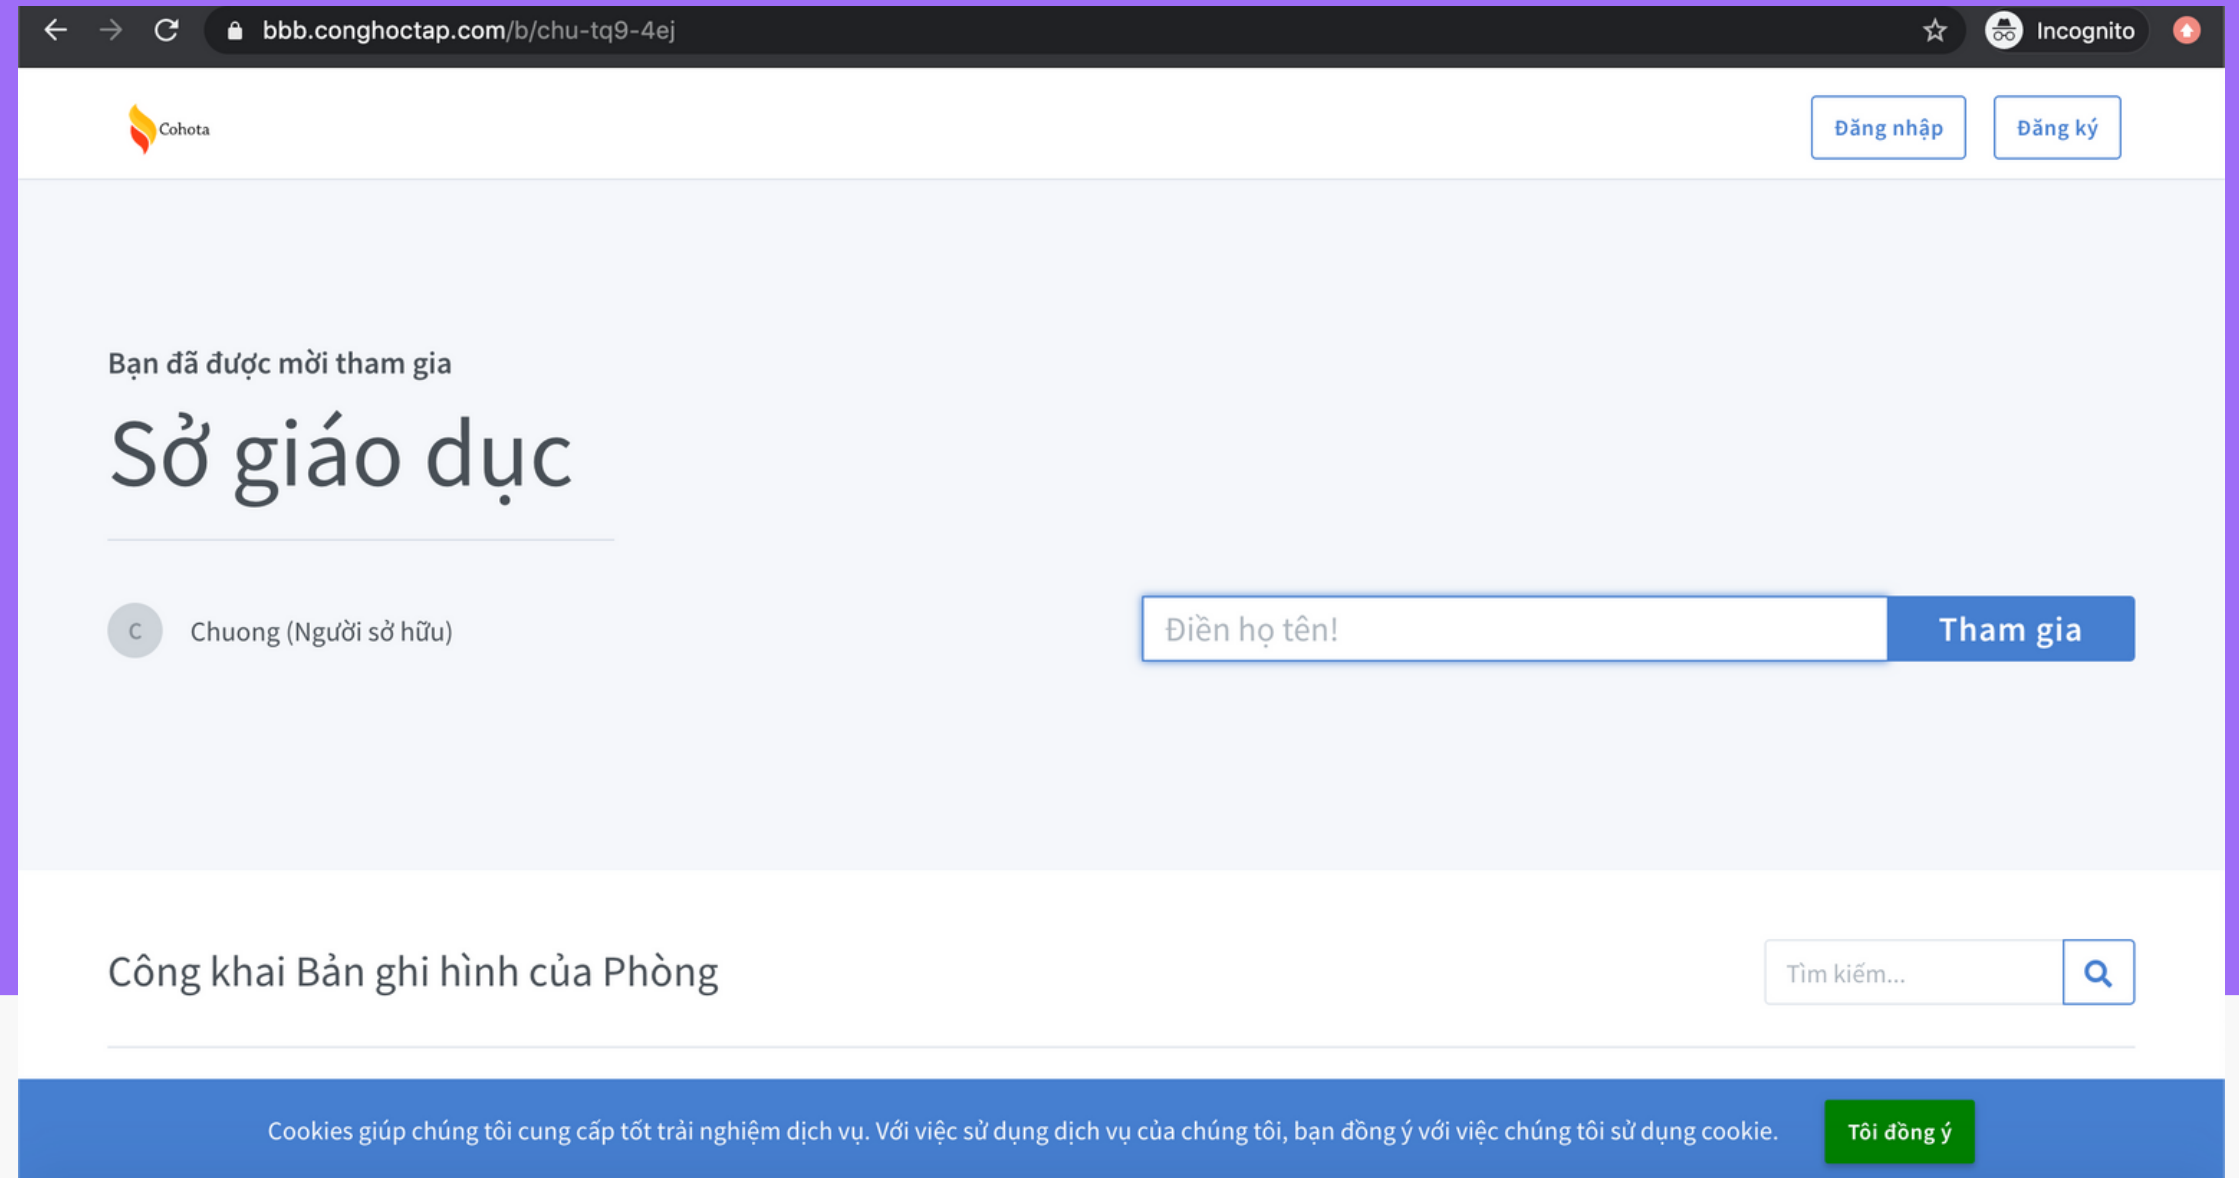 bbb.conghoctap.com/b/chu-tq9-4ej
Incognito
Cohota
Đăng nhập
Đăng ký
Bạn đã được mời tham gia
Sở giáo dục
C
Chuong (Người sở hữu)
Điền họ tên!
Tham gia
Công khai Bản ghi hình của Phòng
Tìm kiếm...
Cookies giúp chúng tôi cung cấp tốt trải nghiệm dịch vụ. Với việc sử dụng dịch vụ của chúng tôi, bạn đồng ý với việc chúng tôi sử dụng cookie.
Tôi đồng ý